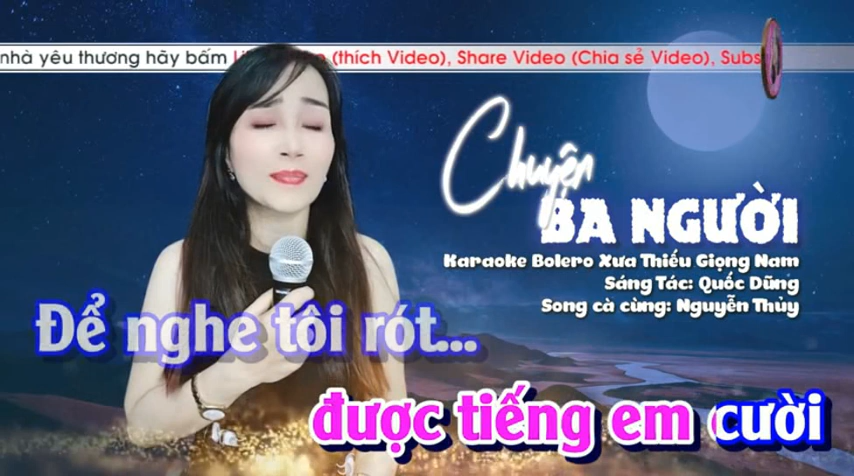 nhà yêu thương hãy bấm (thích Video), Share Video (Chia sẻ Video), Subs
Chuyện
BA NGƯỜI
Karaoke Bolero Xưa Thiếu Giọng Nam
Sáng Tác: Quốc Dũng
Song cà cùng: Nguyễn Thủy
Để nghe tôi rót...
được tiếng em cười